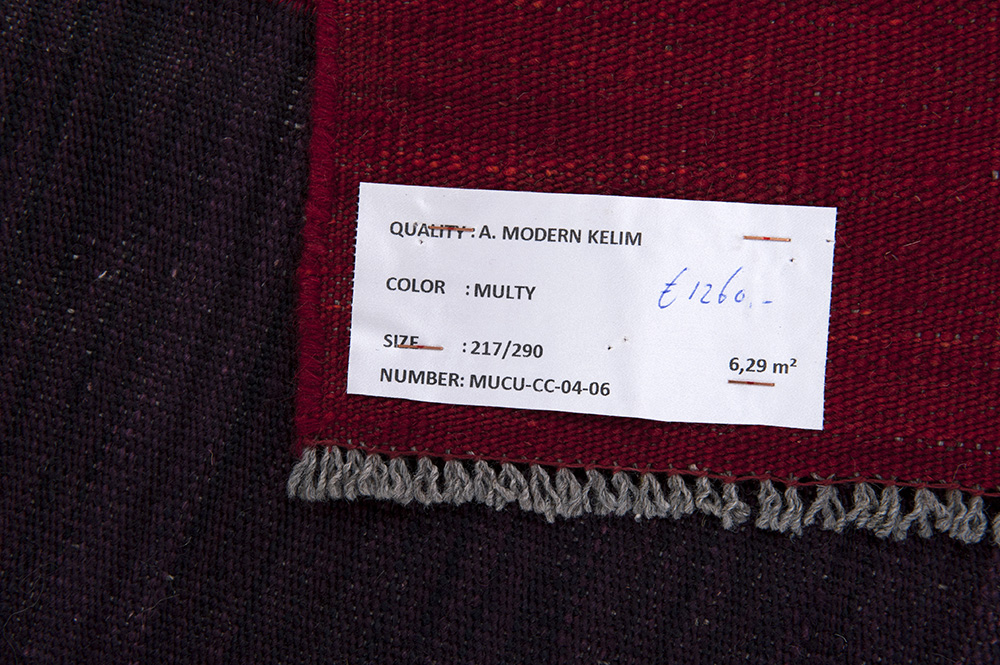 QUALITY : A. MODERN KELIM
COLOR : MULTY
€ 1260,-
SIZE : 217/290
6,29 m²
NUMBER: MUCU-CC-04-06